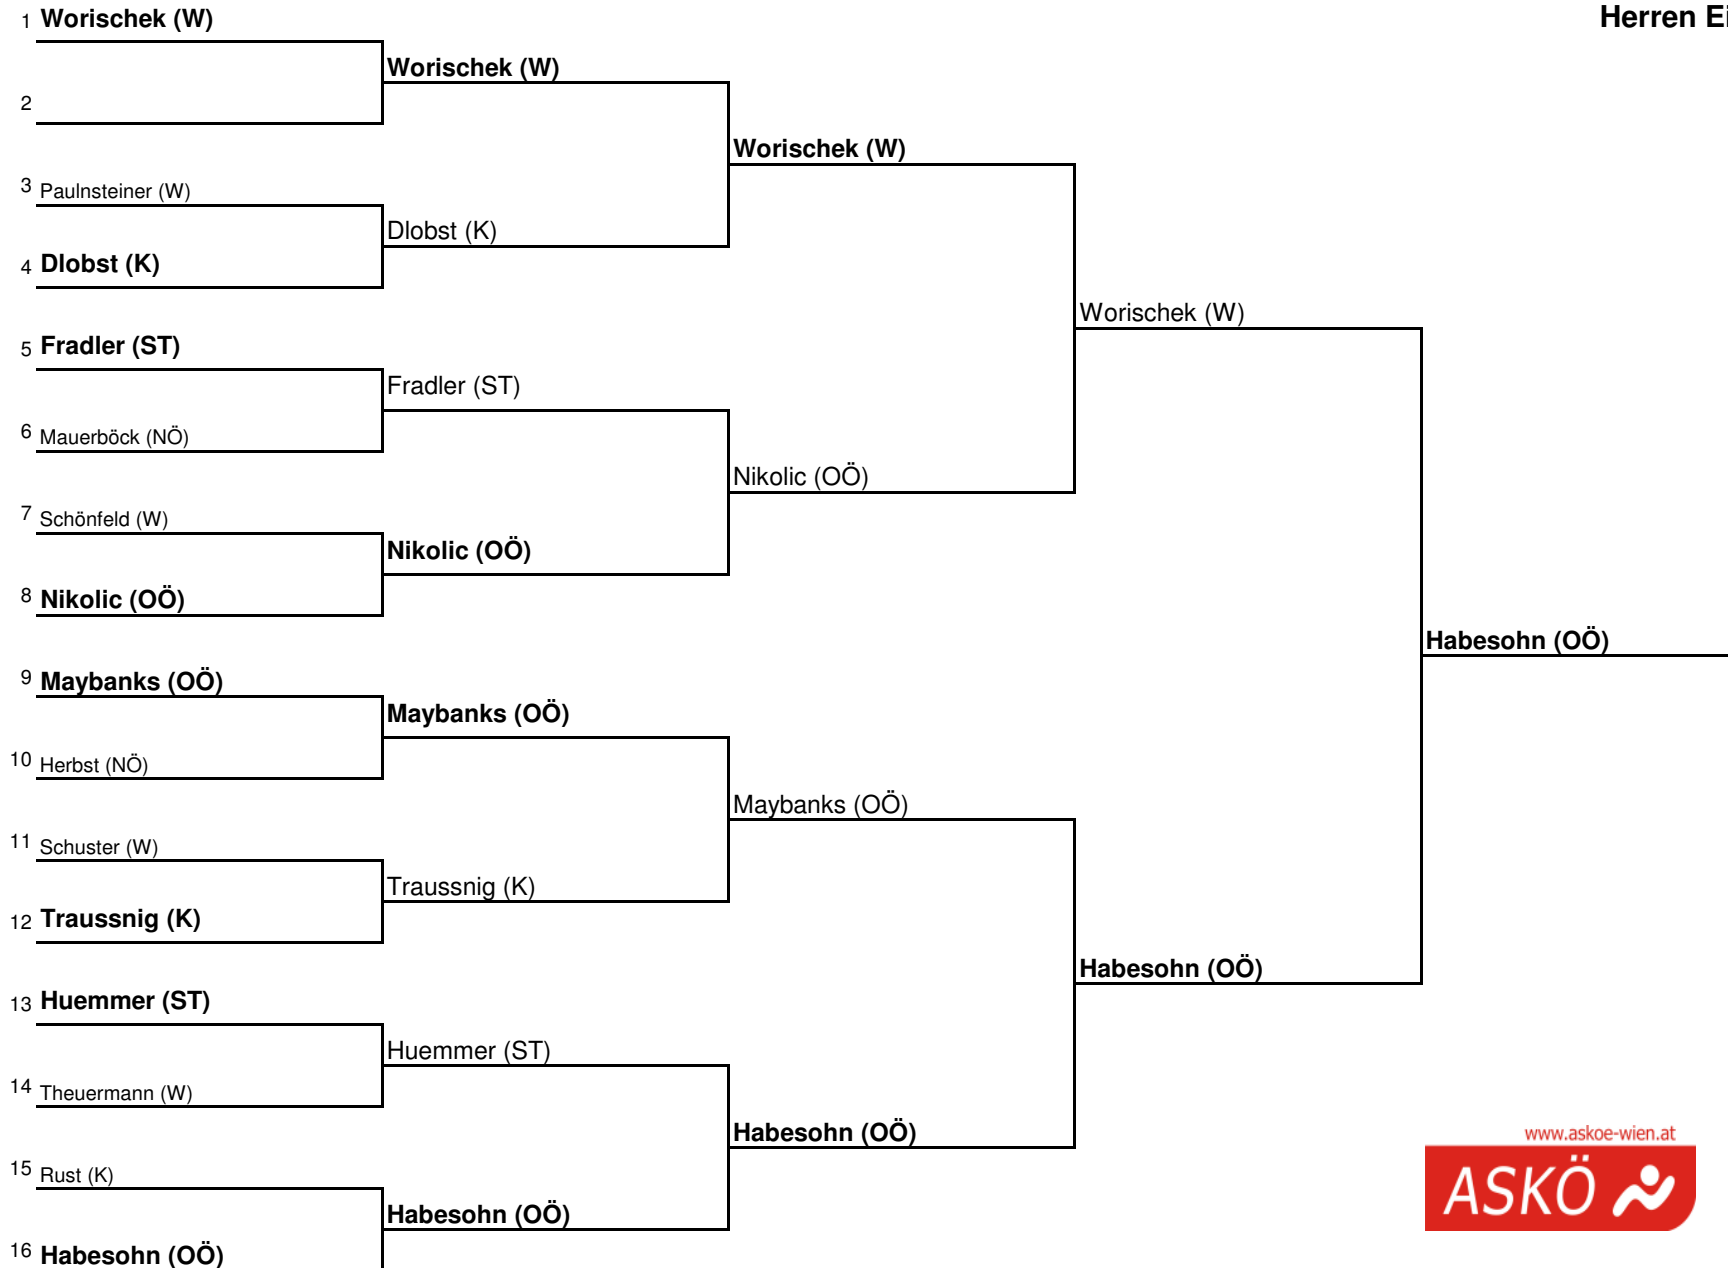 Herren Ei
1 Worischek (W)
Worischek (W)
2
Worischek (W)
3 Paulnsteiner (W)
Dlobst (K)
4 Dlobst (K)
Worischek (W)
5 Fradler (ST)
Fradler (ST)
6 Mauerböck (NÖ)
Nikolic (OÖ)
7 Schönfeld (W)
Nikolic (OÖ)
8 Nikolic (OÖ)
Habesohn (OÖ)
9 Maybanks (OÖ)
Maybanks (OÖ)
10 Herbst (NÖ)
Maybanks (OÖ)
11 Schuster (W)
Traussnig (K)
12 Traussnig (K)
Habesohn (OÖ)
13 Huemmer (ST)
Huemmer (ST)
14 Theuermann (W)
Habesohn (OÖ)
15 Rust (K)
Habesohn (OÖ)
16 Habesohn (OÖ)
www.askoe-wien.at
ASKÖ